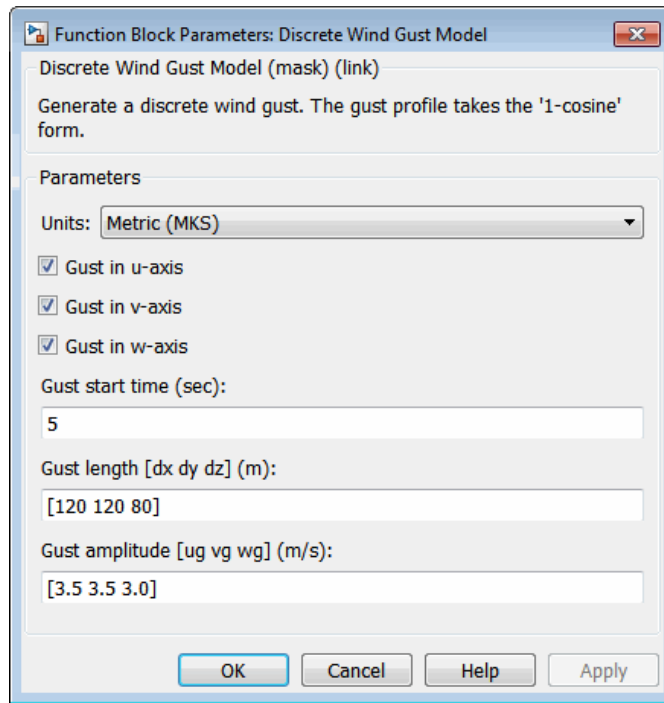 Function Block Parameters: Discrete Wind Gust Model
Discrete Wind Gust Model (mask) (link)
Generate a discrete wind gust. The gust profile takes the '1-cosine'
form.
Parameters
Units: Metric (MKS)
Gust in u-axis
Gust in v-axis
Gust in w-axis
Gust start time (sec):
5
Gust length [dx dy dz] (m):
[120 120 80]
Gust amplitude [ug vg wg] (m/s):
[3.5 3.5 3.0]
OK Cancel Help Apply